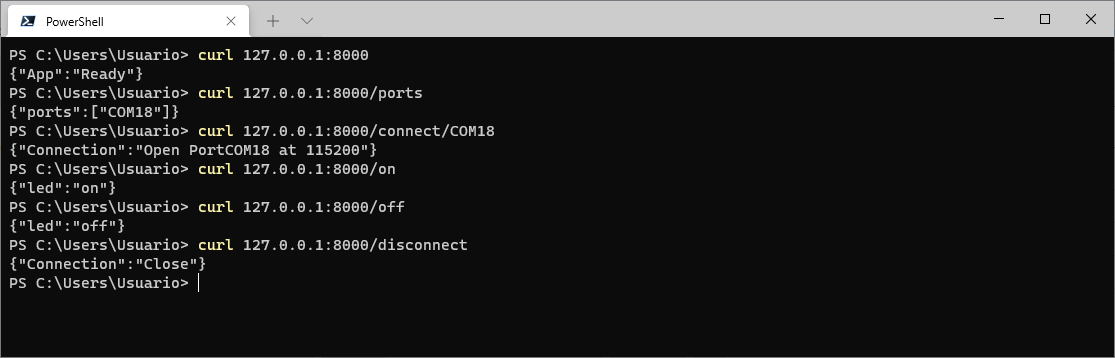 PowerShell
PS C:\Users\Usuario> curl 127.0.0.1:8000
{"App":"Ready"}
PS C:\Users\Usuario> curl 127.0.0.1:8000/ports
{"ports":["COM18"]}
PS C:\Users\Usuario> curl 127.0.0.1:8000/connect/COM18
{"Connection":"Open PortCOM18 at 115200"}
PS C:\Users\Usuario> curl 127.0.0.1:8000/on
{"led":"on"}
PS C:\Users\Usuario> curl 127.0.0.1:8000/off
{"led":"off"}
PS C:\Users\Usuario> curl 127.0.0.1:8000/disconnect
{"Connection":"Close"}
PS C:\Users\Usuario>